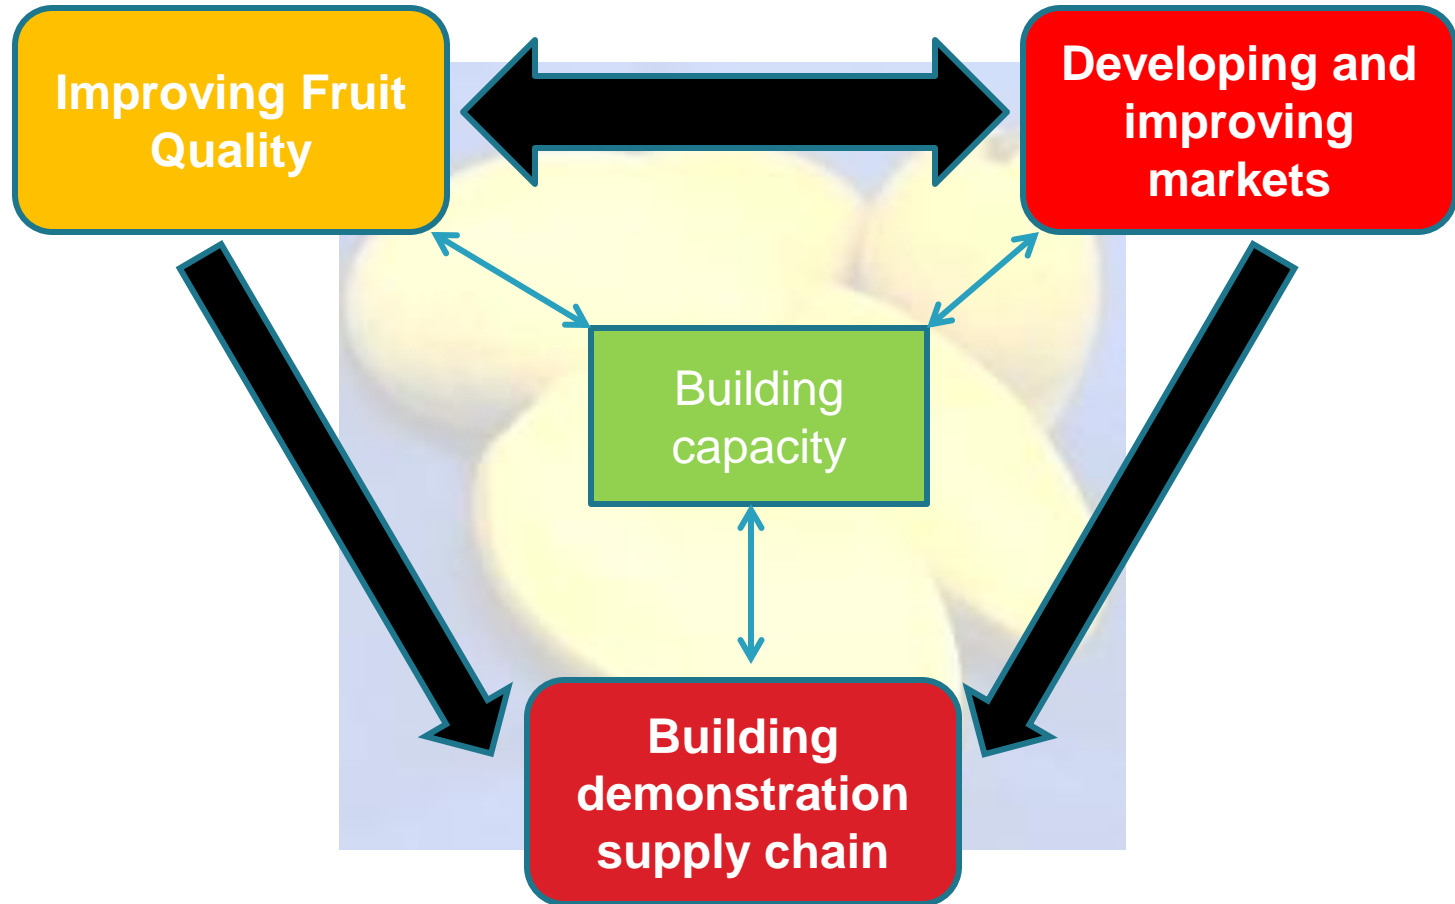 Improving Fruit
Quality
Developing and
improving
markets
Building
capacity
Building
demonstration
supply chain